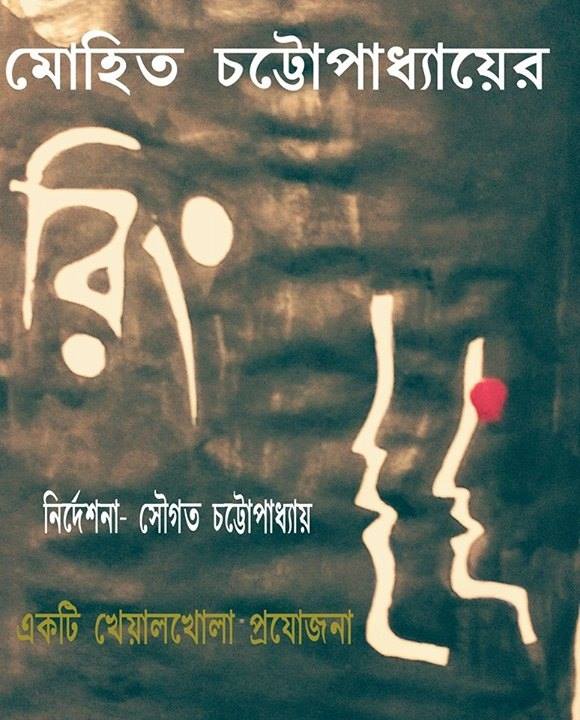 মোহিত চট্টোপাধ্যায়ের
রিং
নির্দেশনা- সৌগত চট্টোপাধ্যায়
একটি খেয়ালখোলা প্রযোজনা